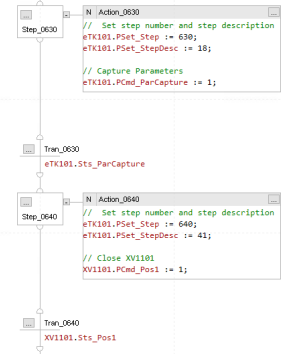 ...
N Action_0630 ...
Step_0630
// Set step number and step description
eTK101.PSet_Step := 630;
eTK101.PSet_StepDesc := 18;
// Capture Parameters
eTK101.PCmd_ParCapture := 1;
... Tran_0630
eTK101.Sts_ParCapture
...
N Action_0640 ...
Step_0640
// Set step number and step description
eTK101.PSet_Step := 640;
eTK101.PSet_StepDesc := 41;
// Close XV1101
XV1101.PCmd_Pos1 := 1;
... Tran_0640
XV1101.Sts_Pos1